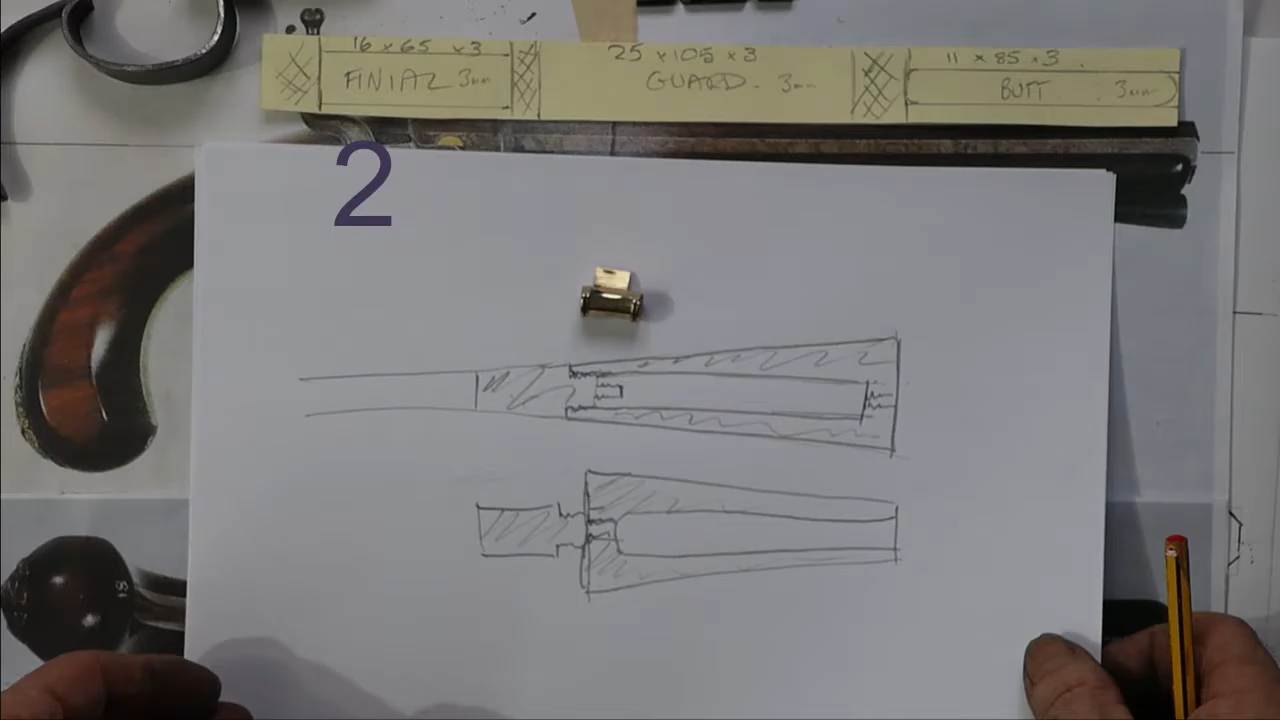 16 x 65 x 3
25 x 105 x 3
11 x 85 x 3
FINIAL 3mm
GUARD. 3mm
BUTT 3mm
2